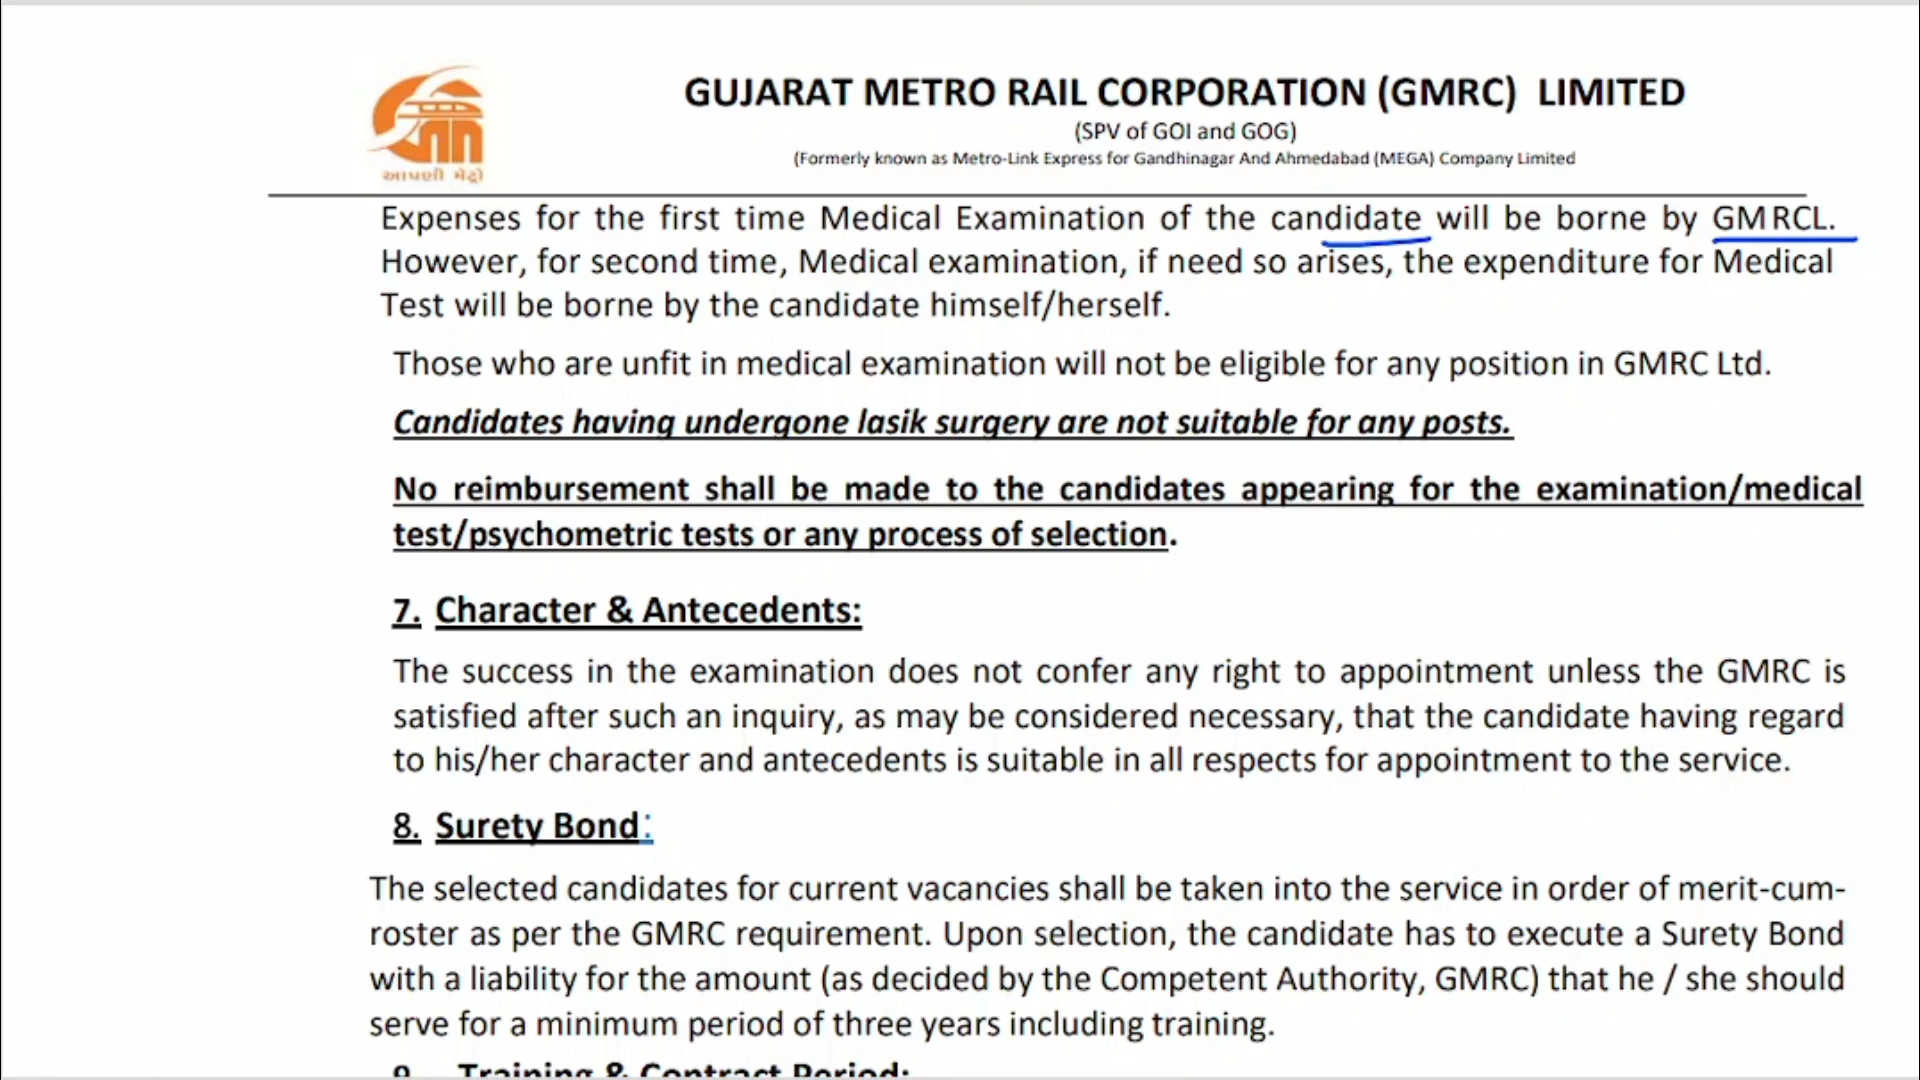 આપણી મેટ્રો
GUJARAT METRO RAIL CORPORATION (GMRC) LIMITED
(SPV of GOI and GOG)
(Formerly known as Metro-Link Express for Gandhinagar And Ahmedabad (MEGA) Company Limited
Expenses for the first time Medical Examination of the candidate will be borne by GMRCL.
However, for second time, Medical examination, if need so arises, the expenditure for Medical
Test will be borne by the candidate himself/herself.
Those who are unfit in medical examination will not be eligible for any position in GMRC Ltd.
Candidates having undergone lasik surgery are not suitable for any posts.
No reimbursement shall be made to the candidates appearing for the examination/medical
test/psychometric tests or any process of selection.
7. Character & Antecedents:
The success in the examination does not confer any right to appointment unless the GMRC is
satisfied after such an inquiry, as may be considered necessary, that the candidate having regard
to his/her character and antecedents is suitable in all respects for appointment to the service.
8. Surety Bond:
The selected candidates for current vacancies shall be taken into the service in order of merit-cum-
roster as per the GMRC requirement. Upon selection, the candidate has to execute a Surety Bond
with a liability for the amount (as decided by the Competent Authority, GMRC) that he / she should
serve for a minimum period of three years including training.
9. Training & Contract Period: